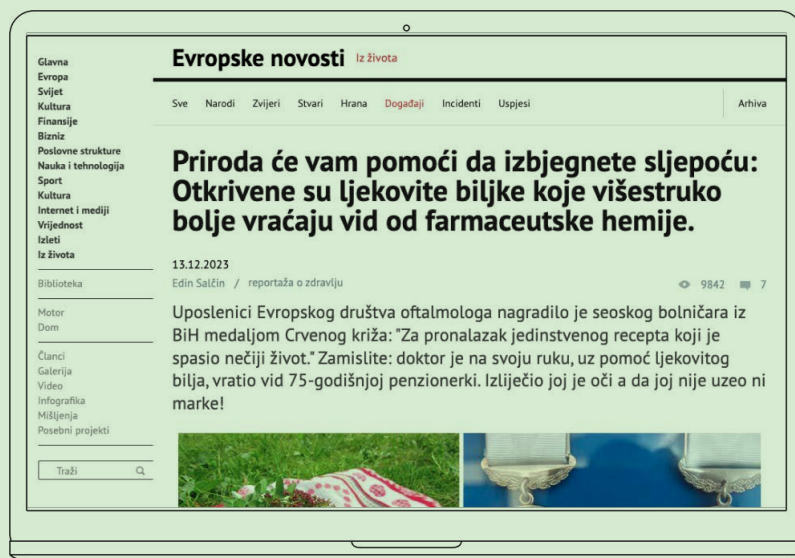 Glavna
Evropa
Svijet
Kultura
Finansije
Bizniz
Poslovne strukture
Nauka i tehnologija
Sport
Kultura
Internet i mediji
Vrijednost
Izleti
Iz života
Biblioteka
Motor
Dom
Članci
Galerija
Video
Infografika
Mišljenja
Posebni projekti
Traži
Evropske novosti Iz života
Sve Narodi Zvijeri Stvari Hrana Događaji Incidenti Uspjesi Arhiva
Priroda će vam pomoći da izbjegnete sljepoću:
Otkrivene su ljekovite biljke koje višestruko
bolje vraćaju vid od farmaceutske hemije.
13.12.2023
Edin Salčin / reportaža o zdravlju 9842 7
Uposlenici Evropskog društva oftalmologa nagradilo je seoskog bolničara iz
BiH medaljom Crvenog križa: "Za pronalazak jedinstvenog recepta koji je
spasio nečiji život." Zamislite: doktor je na svoju ruku, uz pomoć ljekovitog
bilja, vratio vid 75-godišnjoj penzionerki. Izliječio joj je oči a da joj nije uzeo ni
marke!